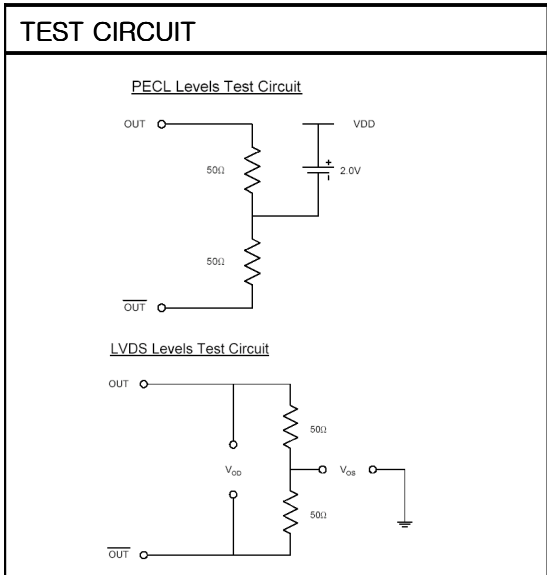 TEST CIRCUIT
PECL Levels Test Circuit
OUT
VDD
50Ω
+
2.0V
-
50Ω
OUT
LVDS Levels Test Circuit
OUT
50Ω
VOD
VOS
50Ω
OUT